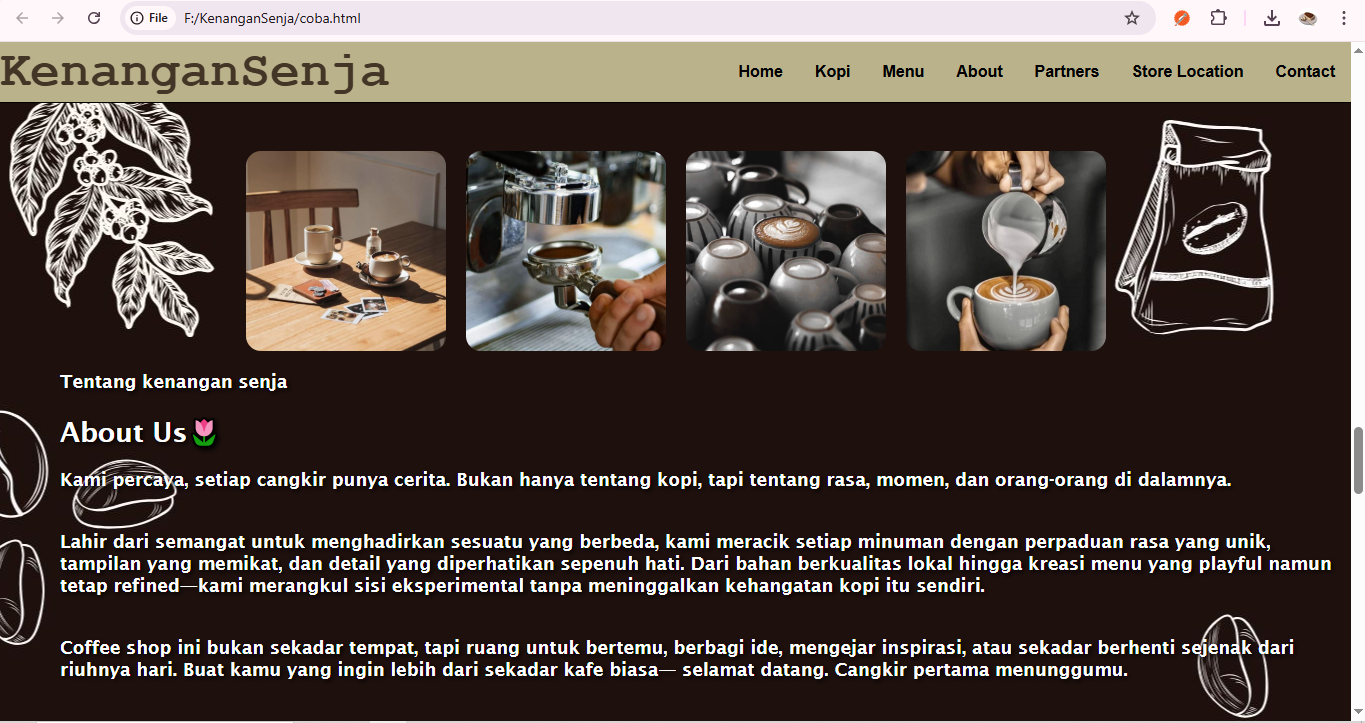 File F:/KenanganSenja/coba.html
KenanganSenja
Home Kopi Menu About Partners Store Location Contact
Tentang kenangan senja
About Us🌷
Kami percaya, setiap cangkir punya cerita. Bukan hanya tentang kopi, tapi tentang rasa, momen, dan orang-orang di dalamnya.
Lahir dari semangat untuk menghadirkan sesuatu yang berbeda, kami meracik setiap minuman dengan perpaduan rasa yang unik,
tampilan yang memikat, dan detail yang diperhatikan sepenuh hati. Dari bahan berkualitas lokal hingga kreasi menu yang playful namun
tetap refined—kami merangkul sisi eksperimental tanpa meninggalkan kehangatan kopi itu sendiri.
Coffee shop ini bukan sekadar tempat, tapi ruang untuk bertemu, berbagi ide, mengejar inspirasi, atau sekadar berhenti sejenak dari
riuhnya hari. Buat kamu yang ingin lebih dari sekadar kafe biasa— selamat datang. Cangkir pertama menunggumu.